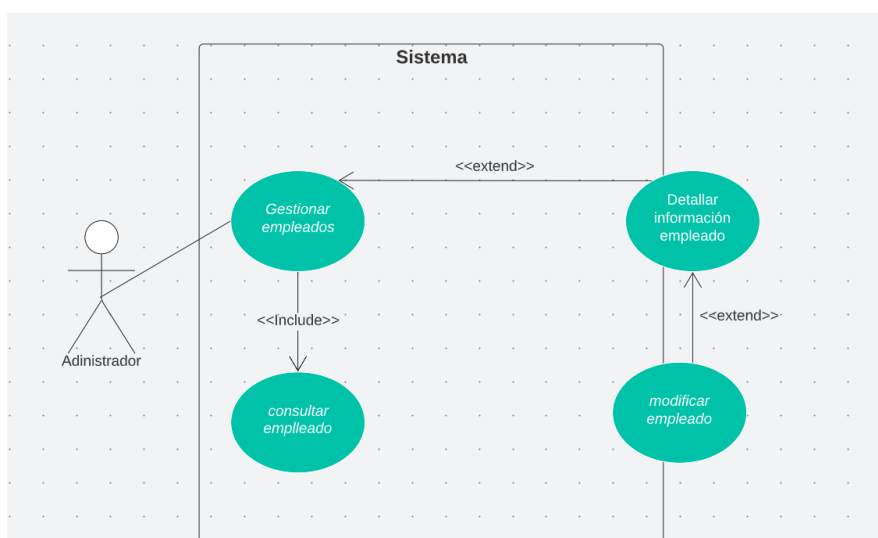 Sistema
<<extend>>
Gestionar
empleados
Detallar
información
empleado
<<Include>>
<<extend>>
Adinistrador
consultar
emplleado
modificar
empleado